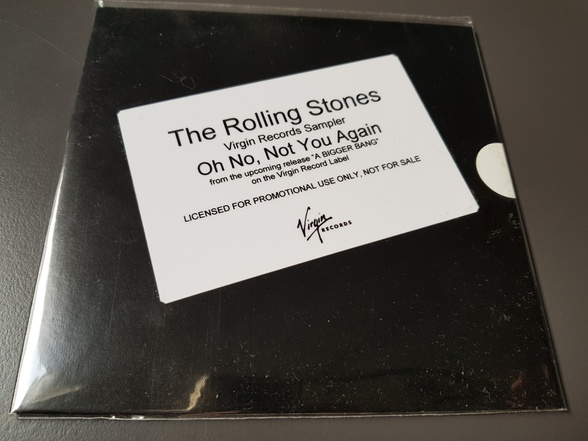 The Rolling Stones
Virgin Records Sampler
Oh No, Not You Again
from the upcoming release "A BIGGER BANG"
on the Virgin Record Label
LICENSED FOR PROMOTIONAL USE ONLY, NOT FOR SALE
Virgin RECORDS